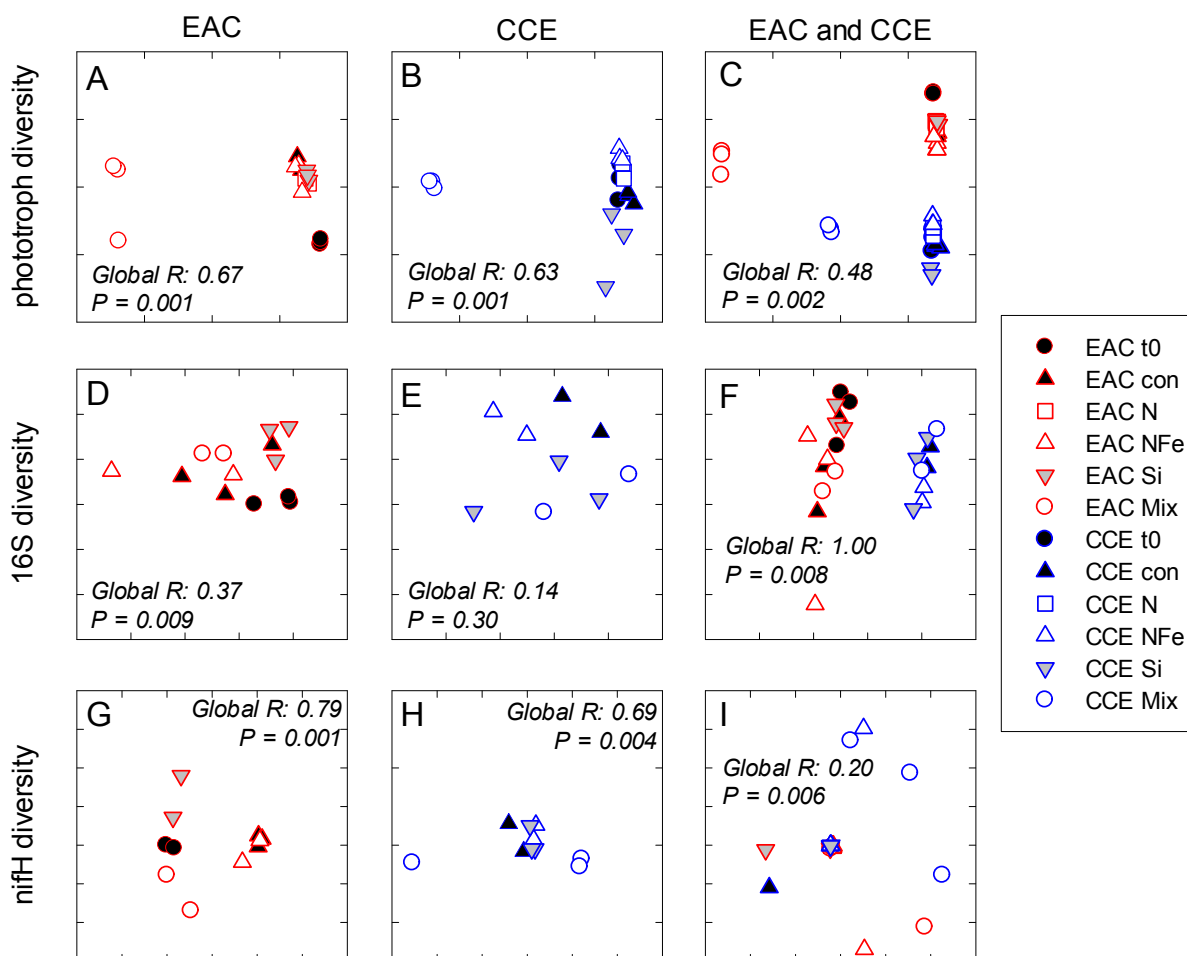 EAC
CCE
EAC and CCE
phototroph diversity
A
Global R: 0.67
P = 0.001
B
Global R: 0.63
P = 0.001
C
Global R: 0.48
P = 0.002
16S diversity
D
Global R: 0.37
P = 0.009
E
Global R: 0.14
P = 0.30
F
Global R: 1.00
P = 0.008
nifH diversity
G
Global R: 0.79
P = 0.001
H
Global R: 0.69
P = 0.004
I
Global R: 0.20
P = 0.006
EAC t0
EAC con
EAC N
EAC NFe
EAC Si
EAC Mix
CCE t0
CCE con
CCE N
CCE NFe
CCE Si
CCE Mix